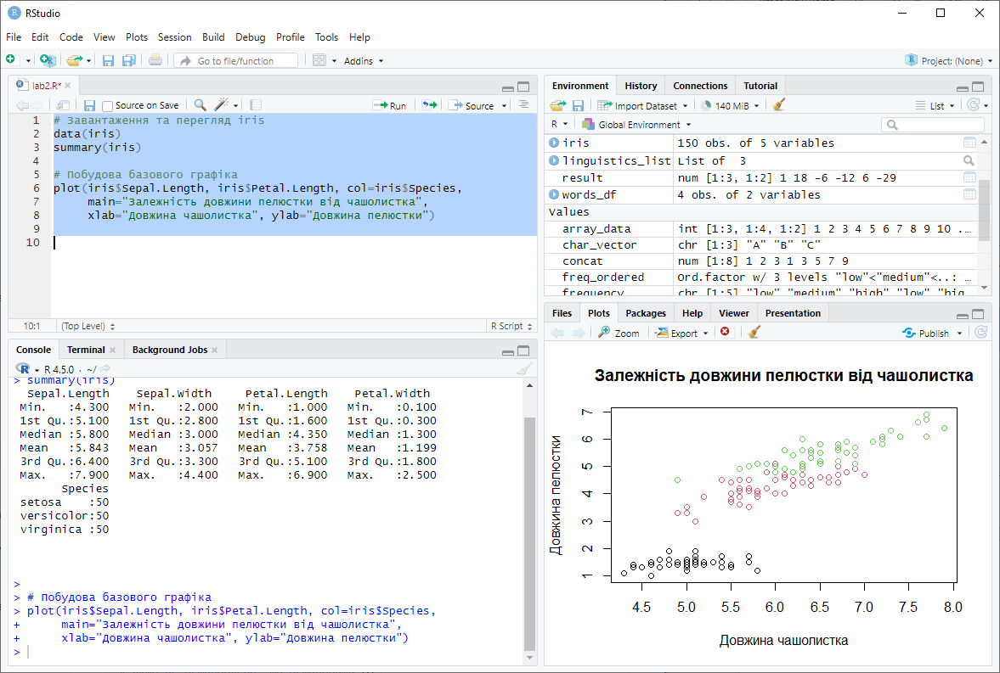 RStudio
File Edit Code View Plots Session Build Debug Profile Tools Help
Go to file/function Addins Project: (None)
lab2.R*
Source on Save Run Source
1 # Завантаження та перегляд iris
2 data(iris)
3 summary(iris)
4
5 # Побудова базового графіка
6 plot(iris$Sepal.Length, iris$Petal.Length, col=iris$Species,
7 main="Залежність довжини пелюстки від чашолистка",
8 xlab="Довжина чашолистка", ylab="Довжина пелюстки")
9
10
10:1 (Top Level) R Script
Console Terminal Background Jobs
R 4.5.0 · ~/
> summary(iris)
Sepal.Length Sepal.Width Petal.Length Petal.Width
Min. :4.300 Min. :2.000 Min. :1.000 Min. :0.100
1st Qu.:5.100 1st Qu.:2.800 1st Qu.:1.600 1st Qu.:0.300
Median :5.800 Median :3.000 Median :4.350 Median :1.300
Mean :5.843 Mean :3.057 Mean :3.758 Mean :1.199
3rd Qu.:6.400 3rd Qu.:3.300 3rd Qu.:5.100 3rd Qu.:1.800
Max. :7.900 Max. :4.400 Max. :6.900 Max. :2.500
Species
setosa :50
versicolor:50
virginica :50
>
> # Побудова базового графіка
> plot(iris$Sepal.Length, iris$Petal.Length, col=iris$Species,
+ main="Залежність довжини пелюстки від чашолистка",
+ xlab="Довжина чашолистка", ylab="Довжина пелюстки")
>
Environment History Connections Tutorial
Import Dataset 140 MiB List
R Global Environment
iris 150 obs. of 5 variables
linguistics_list List of 3
result num [1:3, 1:2] 1 18 -6 -12 6 -29
words_df 4 obs. of 2 variables
Values
array_data int [1:3, 1:4, 1:2] 1 2 3 4 5 6 7 8 9 10 ...
char_vector chr [1:3] "A" "B" "C"
concat num [1:8] 1 2 3 1 3 5 7 9
freq_ordered Ord.factor w/ 3 levels "low"<"medium"<..: …
frequency chr [1:5] "low" "medium" "high" "low" "hig
Files Plots Packages Help Viewer Presentation
Zoom Export Publish
Залежність довжини пелюстки від чашолистка
Довжина пелюстки
7
6
5
4
3
2
1
4.5 5.0 5.5 6.0 6.5 7.0 7.5 8.0
Довжина чашолистка